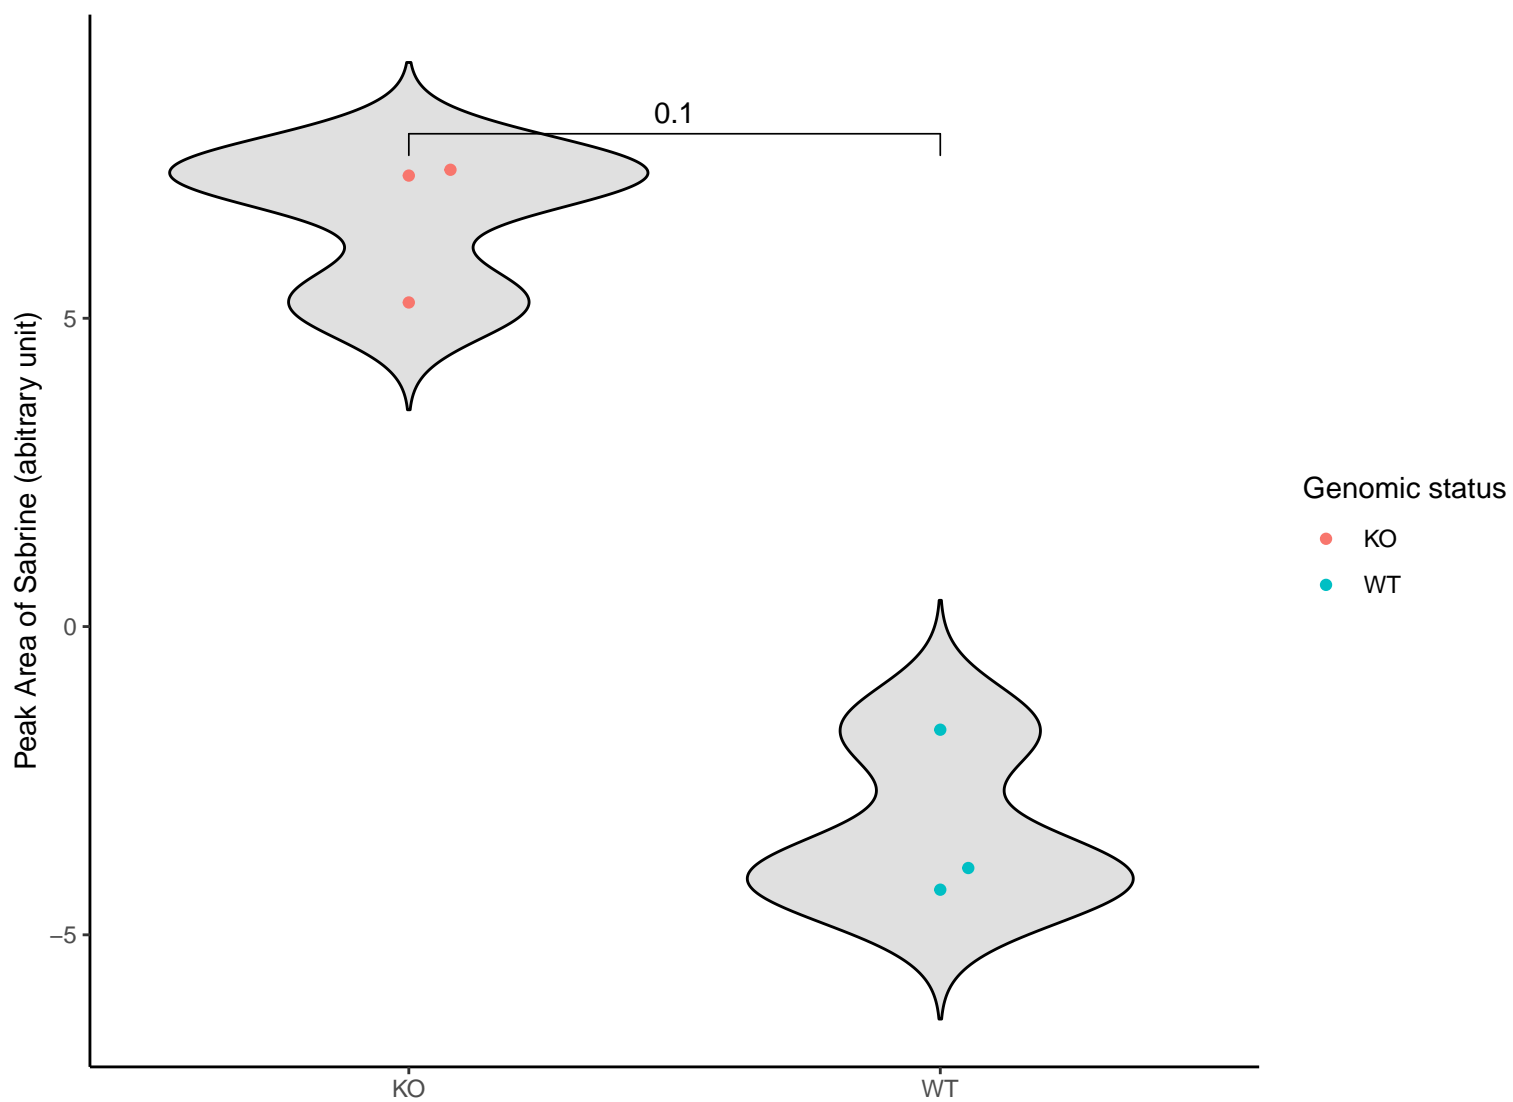 0.1
Peak Area of Sabrine (abitrary unit)
5
0
−5
KO
WT
Genomic status
KO
WT